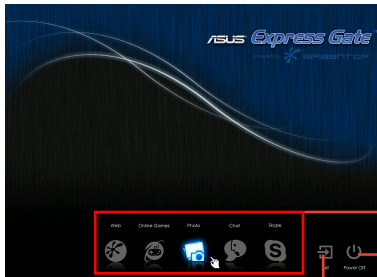 ASUS Express Gate
SPLASHTOP
Web Online Games Photo Chat Skype
Power Off